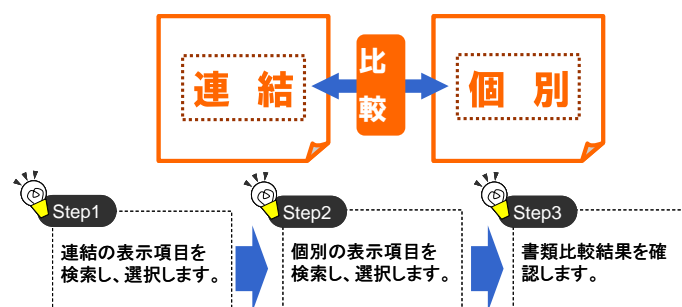 連 結
比
較
個 別
Step1
連結の表示項目を
検索し、選択します。
Step2
個別の表示項目を
検索し、選択します。
Step3
書類比較結果を確
認します。